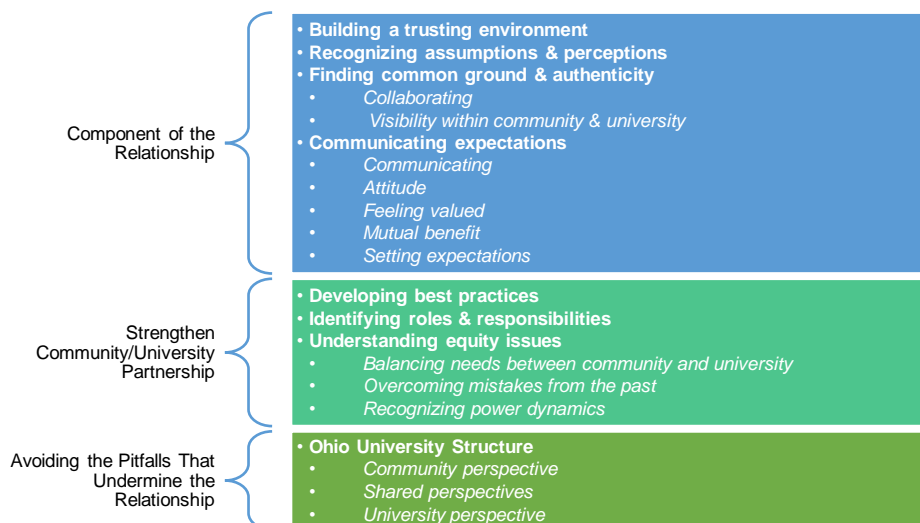 Component of the
Relationship
• Building a trusting environment
• Recognizing assumptions & perceptions
• Finding common ground & authenticity
• Collaborating
• Visibility within community & university
• Communicating expectations
• Communicating
• Attitude
• Feeling valued
• Mutual benefit
• Setting expectations
Strengthen
Community/University
Partnership
• Developing best practices
• Identifying roles & responsibilities
• Understanding equity issues
• Balancing needs between community and university
• Overcoming mistakes from the past
• Recognizing power dynamics
Avoiding the Pitfalls That
Undermine the
Relationship
• Ohio University Structure
• Community perspective
• Shared perspectives
• University perspective